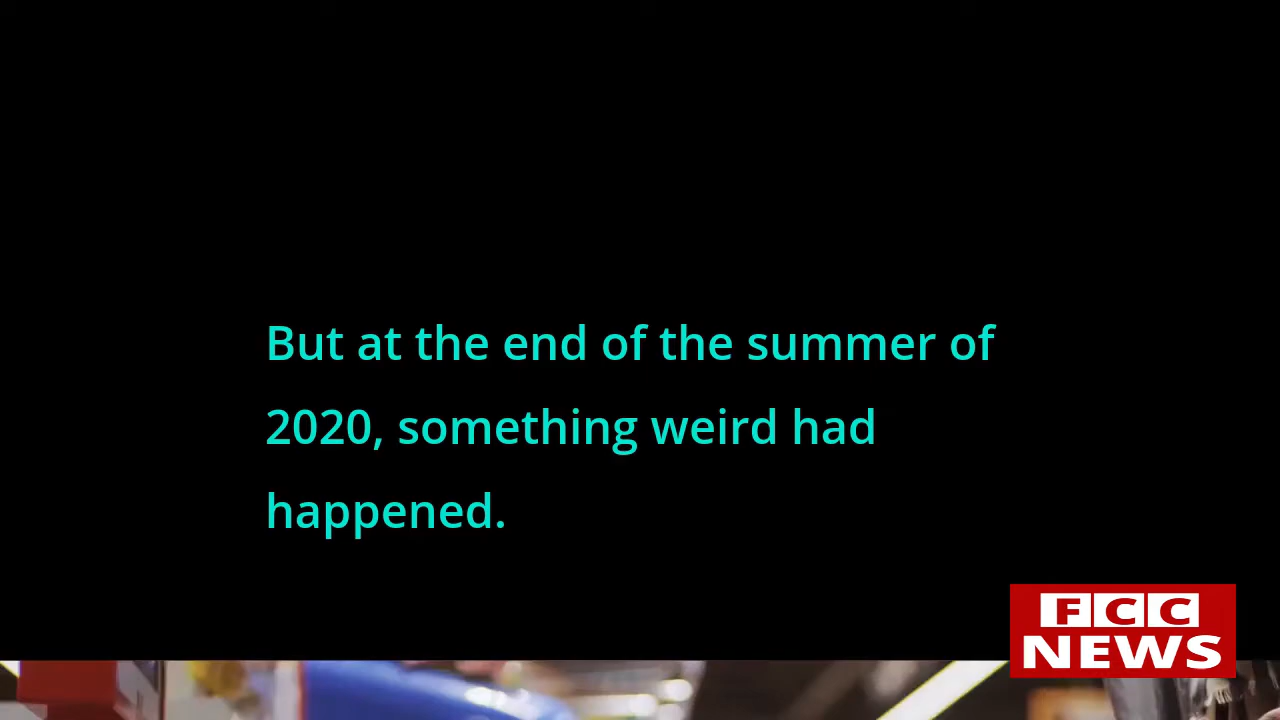 But at the end of the summer of
2020, something weird had
happened.
FCC
NEWS